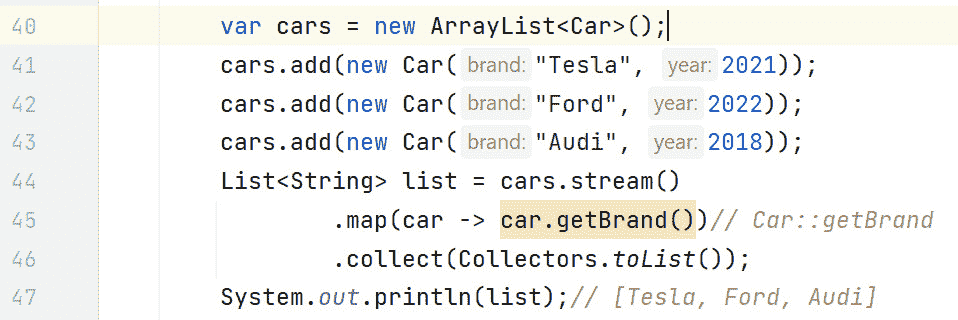 40 var cars = new ArrayList<Car>();
41 cars.add(new Car( brand: "Tesla", year: 2021));
42 cars.add(new Car( brand: "Ford", year: 2022));
43 cars.add(new Car( brand: "Audi", year: 2018));
44 List<String> list = cars.stream()
45 .map(car -> car.getBrand())// Car::getBrand
46 .collect(Collectors.toList());
47 System.out.println(list);// [Tesla, Ford, Audi]